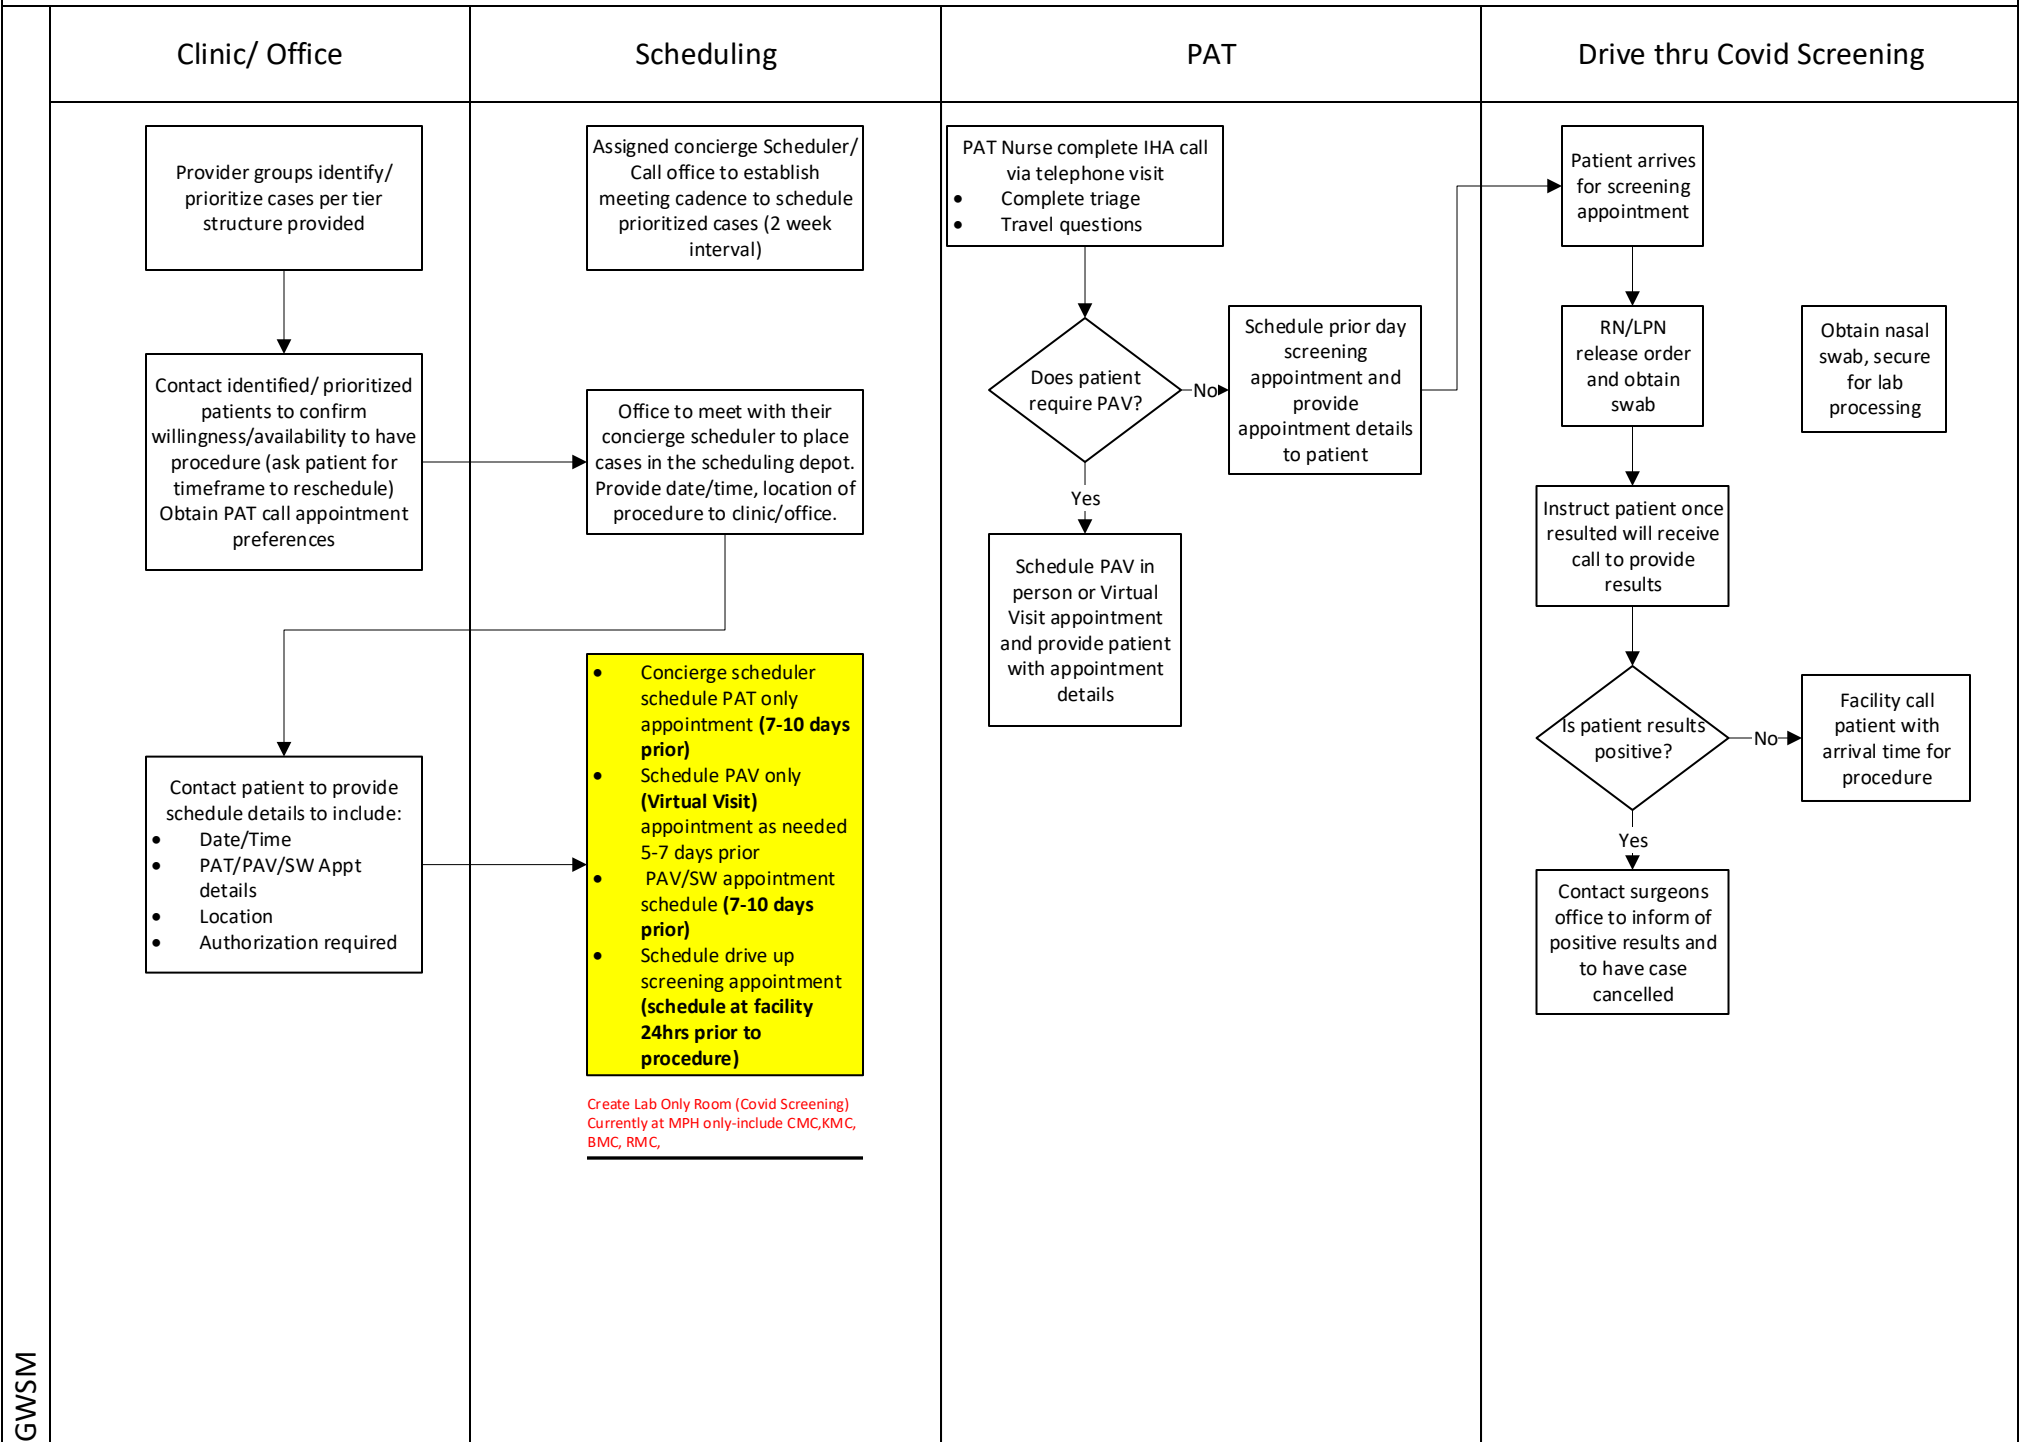 Clinic/ Office
Scheduling
PAT
Drive thru Covid Screening
GWSM
Provider groups identify/
prioritize cases per tier
structure provided
Contact identified/ prioritized
patients to confirm
willingness/availability to have
procedure (ask patient for
timeframe to reschedule)
Obtain PAT call appointment
preferences
Contact patient to provide
schedule details to include:
• Date/Time
• PAT/PAV/SW Appt
details
• Location
• Authorization required
Assigned concierge Scheduler/
Call office to establish
meeting cadence to schedule
prioritized cases (2 week
interval)
Office to meet with their
concierge scheduler to place
cases in the scheduling depot.
Provide date/time, location of
procedure to clinic/office.
• Concierge scheduler
schedule PAT only
appointment (7-10 days
prior)
• Schedule PAV only
(Virtual Visit)
appointment as needed
5-7 days prior
• PAV/SW appointment
schedule (7-10 days
prior)
• Schedule drive up
screening appointment
(schedule at facility
24hrs prior to
procedure)
Create Lab Only Room (Covid Screening)
Currently at MPH only-include CMC,KMC,
BMC, RMC,
PAT Nurse complete IHA call
via telephone visit
• Complete triage
• Travel questions
Does patient
require PAV?
No
Schedule prior day
screening
appointment and
provide
appointment details
to patient
Yes
Schedule PAV in
person or Virtual
Visit appointment
and provide patient
with appointment
details
Patient arrives
for screening
appointment
RN/LPN
release order
and obtain
swab
Obtain nasal
swab, secure
for lab
processing
Instruct patient once
resulted will receive
call to provide
results
Is patient results
positive?
No
Facility call
patient with
arrival time for
procedure
Yes
Contact surgeons
office to inform of
positive results and
to have case
cancelled